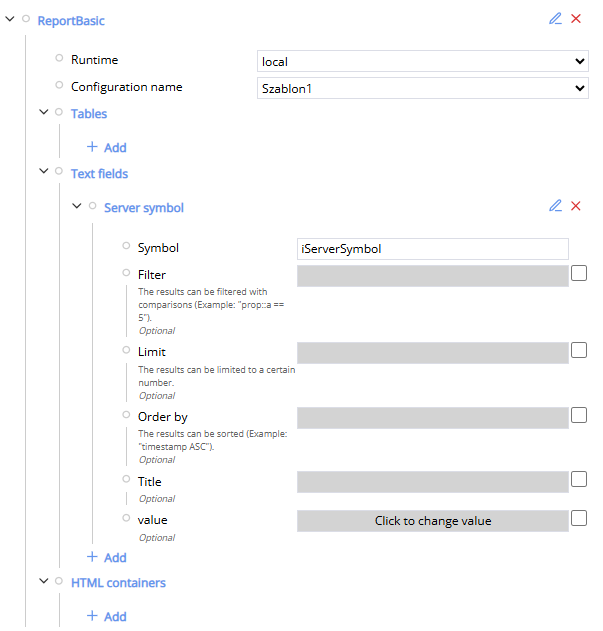 ReportBasic
Runtime
local
Configuration name
Szablon1
Tables
Add
Text fields
Server symbol
Symbol
iServerSymbol
Filter
The results can be filtered with
comparisons (Example: "prop::a ==
5").
Optional
Limit
The results can be limited to a certain
number.
Optional
Order by
The results can be sorted (Example:
"timestamp ASC").
Optional
Title
Optional
value
Click to change value
Optional
Add
HTML containers
Add